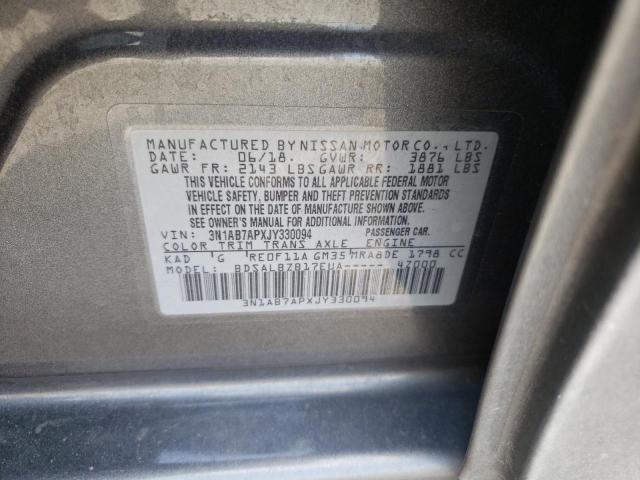 MANUFACTURED BY NISSAN MOTOR CO., LTD.
DATE: 06/18. GVWR: 3876 LBS
GAWR FR: 2143 LBS GAWR RR: 1881 LBS
THIS VEHICLE CONFORMS TO ALL APPLICABLE FEDERAL MOTOR
VEHICLE SAFETY, BUMPER, AND THEFT PREVENTION STANDARDS
IN EFFECT ON THE DATE OF MANUFACTURE SHOWN ABOVE.
SEE OWNER'S MANUAL FOR FURTHER INFORMATION
VIN: 3N1AB7APXJY330094 PASSENGER CAR.
COLOR TRIM TRANS AXLE ENGINE
KAD G RE0F11A GM35 MRA8DE 1798 CC
MODEL: BDSALBZB17EUA----- 4Z000
3N1AB7APXJY330094